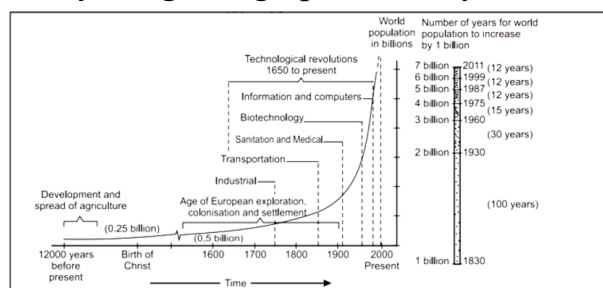 World
population
in billions
Number of years for world
population to increase
by 1 billion
Technological revolutions
1650 to present
Information and computers
Biotechnology
Sanitation and Medical
Transportation
Industrial
Development and
spread of agriculture
Age of European exploration,
colonisation and settlement
(0.25 billion)
(0.5 billion)
12000 years
before
present
Birth of
Christ
1600
1700
1800
1900
2000
Present
Time
7 billion 2011 (12 years)
6 billion 1999 (12 years)
5 billion 1987 (12 years)
4 billion 1975 (15 years)
3 billion 1960 (30 years)
2 billion 1930 (100 years)
1 billion 1830